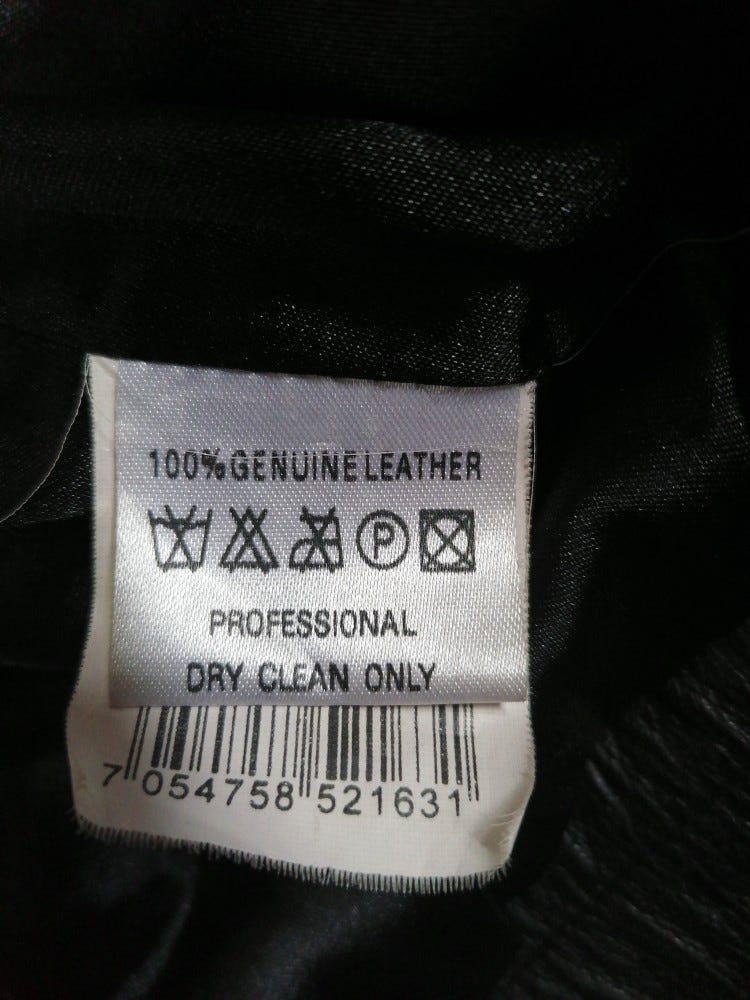 100% GENUINE LEATHER
P
PROFESSIONAL
DRY CLEAN ONLY
7 054758 521631